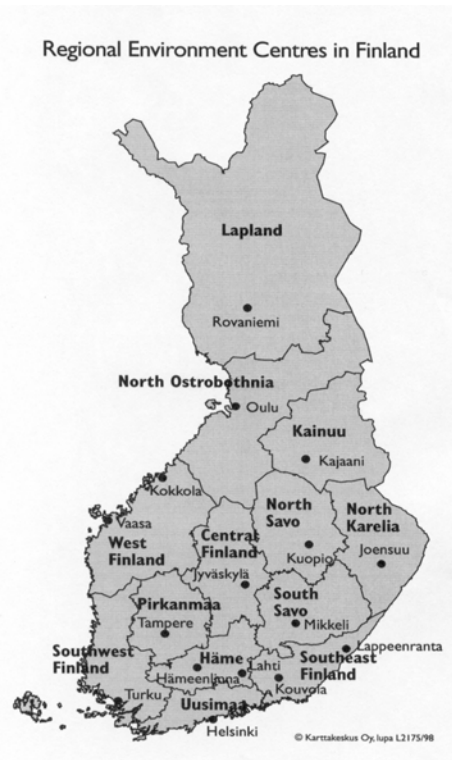 Regional Environment Centres in Finland
Lapland
Rovaniemi
North Ostrobothnia
Oulu
Kainuu
Kajaani
Kokkola
North
Savo
North
Karelia
Vaasa
West
Finland
Central
Finland
Kuopio
Joensuu
Jyväskylä
South
Savo
Pirkanmaa
Tampere
Mikkeli
Lappeenranta
Southwest
Finland
Häme
Lahti
Southeast
Finland
Hämeenlinna
Kouvola
Turku
Uusimaa
Helsinki
© Karttakeskus Oy, lupa L2175/98